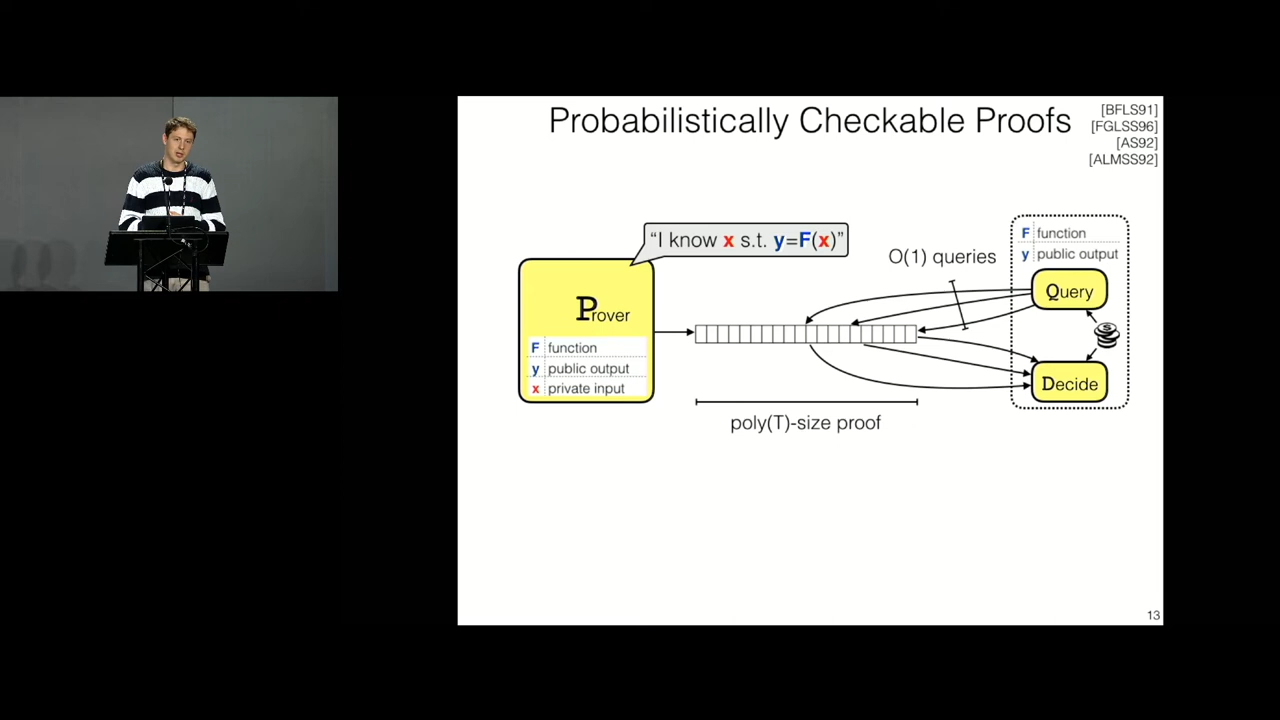 Probabilistically Checkable Proofs
[BFLS91]
[FGLSS96]
[AS92]
[ALMSS92]
"I know x s.t. y=F(x)"
Prover
F function
y public output
x private input
O(1) queries
F function
y public output
Query
Decide
poly(T)-size proof
13